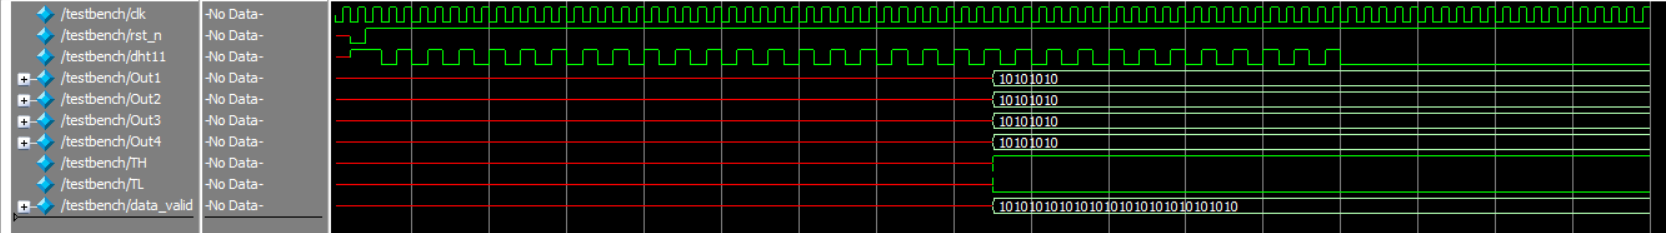 /testbench/clk -No Data-
/testbench/rst_n -No Data-
/testbench/dht11 -No Data-
/testbench/Out1 -No Data- 10101010
/testbench/Out2 -No Data- 10101010
/testbench/Out3 -No Data- 10101010
/testbench/Out4 -No Data- 10101010
/testbench/TH -No Data-
/testbench/TL -No Data-
/testbench/data_valid -No Data- 10101010101010101010101010101010